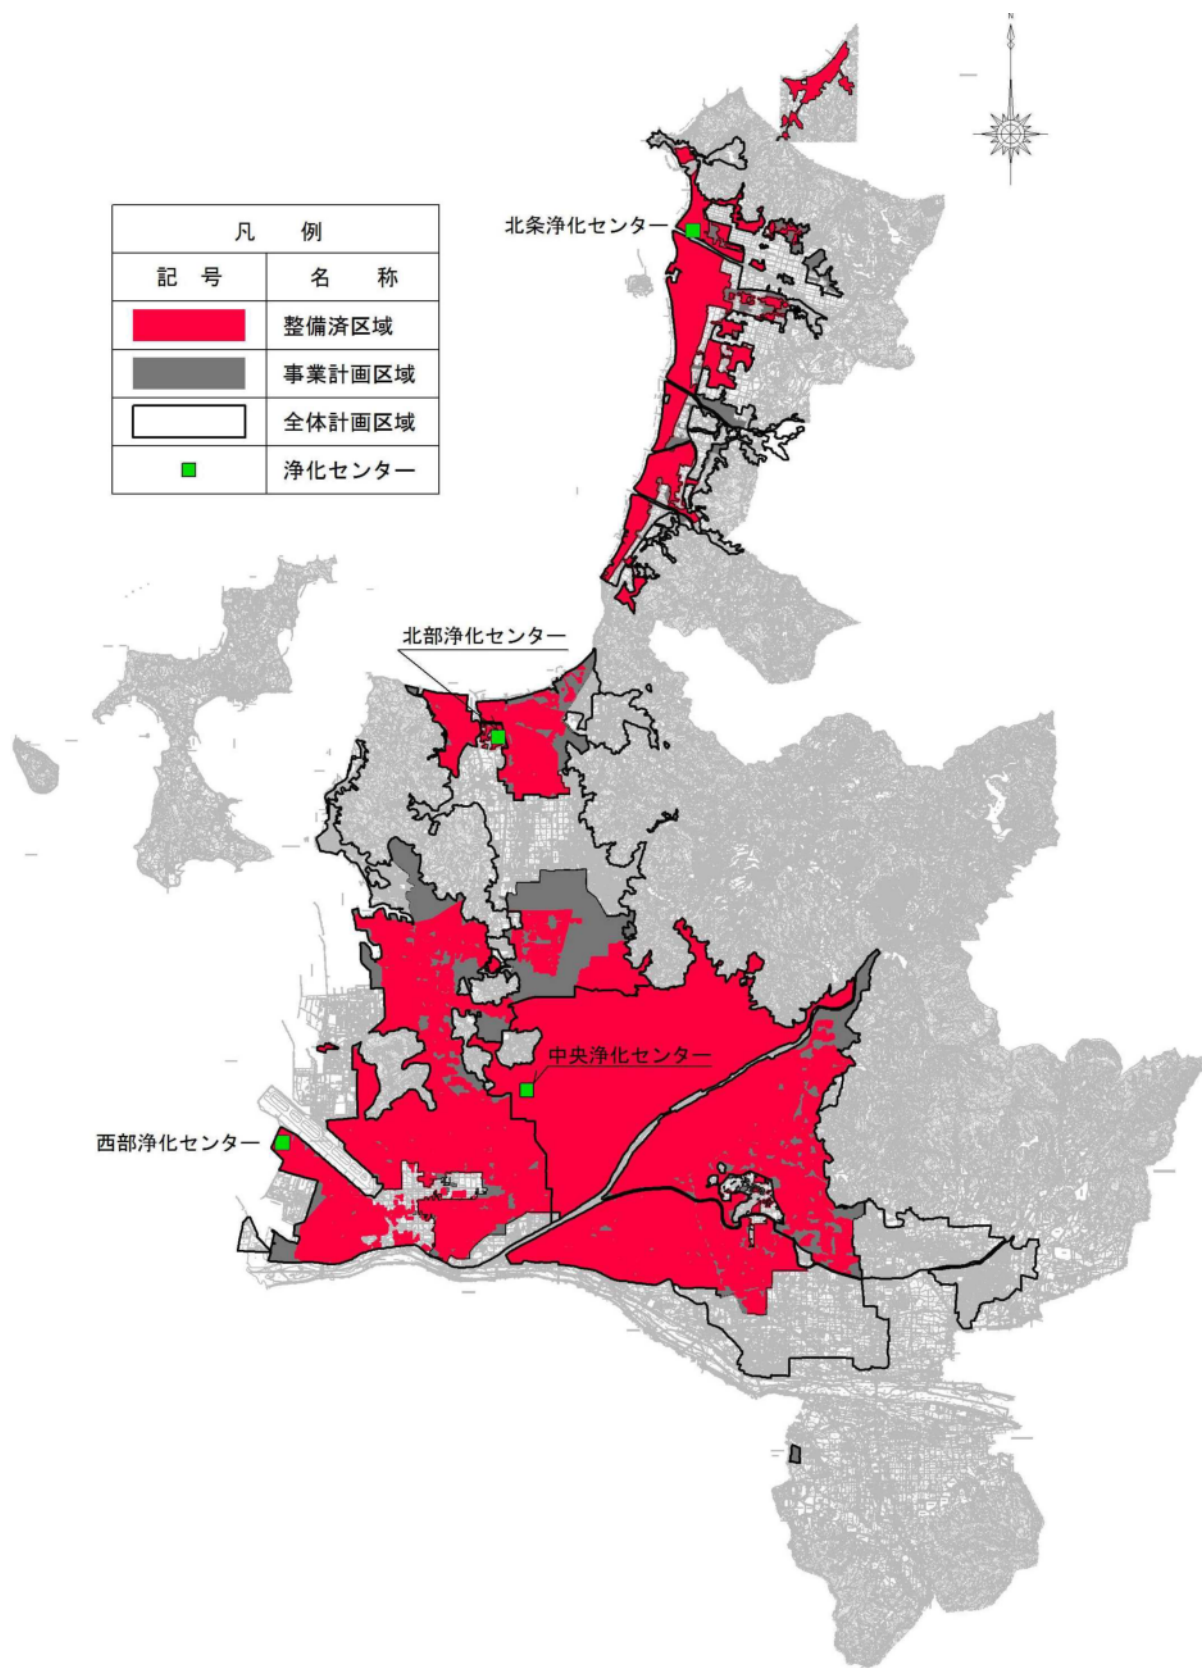 N
凡 例
記 号 名 称
整備済区域
事業計画区域
全体計画区域
浄化センター
北条浄化センター
北部浄化センター
中央浄化センター
西部浄化センター